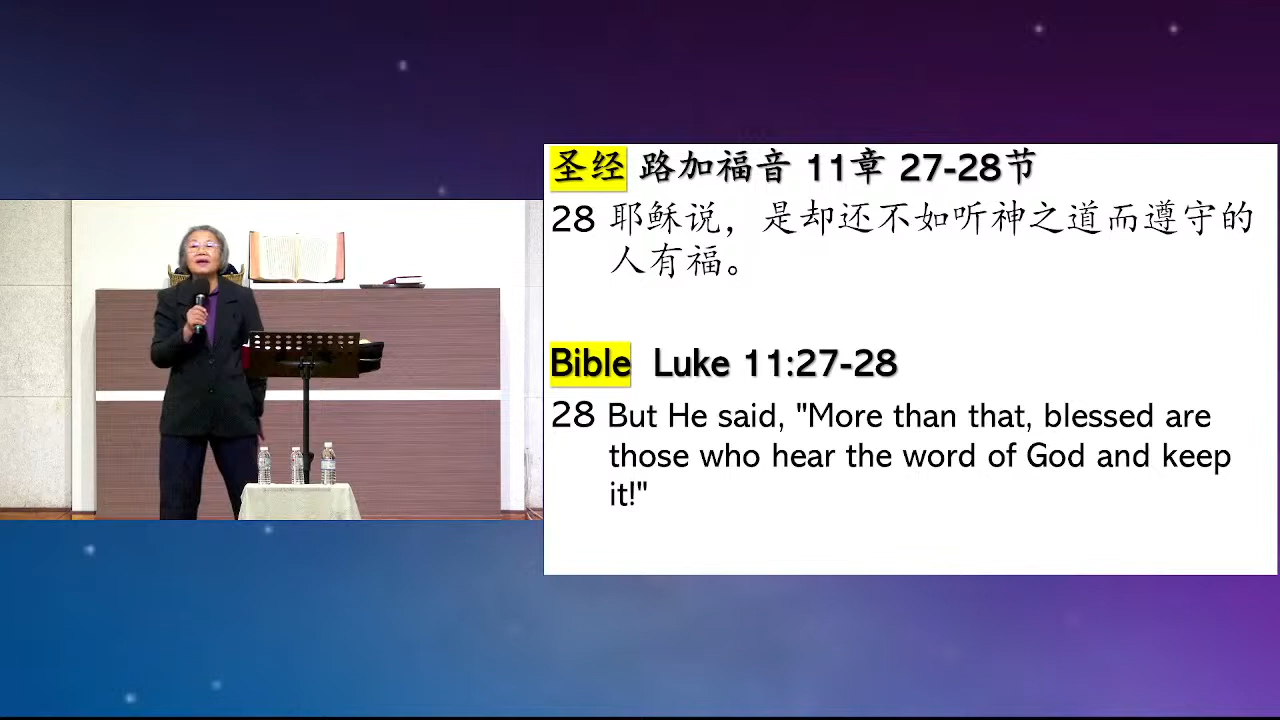 圣经 路加福音 11章 27-28节
28 耶稣说，是却还不如听神之道而遵守的
人有福。
Bible Luke 11:27-28
28 But He said, "More than that, blessed are
those who hear the word of God and keep
it!"